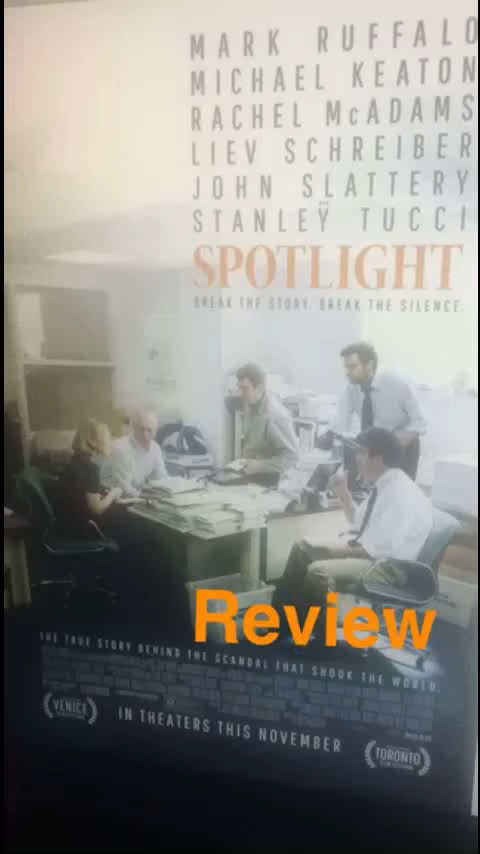 MARK RUFFALO
MICHAEL KEATON
RACHEL McADAMS
LIEV SCHREIBER
JOHN SLATTERY
STANLEY TUCCI
SPOTLIGHT
BREAK THE STORY. BREAK THE SILENCE.
Review
THE TRUE STORY BEHIND THE SCANDAL THAT SHOOK THE WORLD.
VENICE
IN THEATERS THIS NOVEMBER
TORONTO